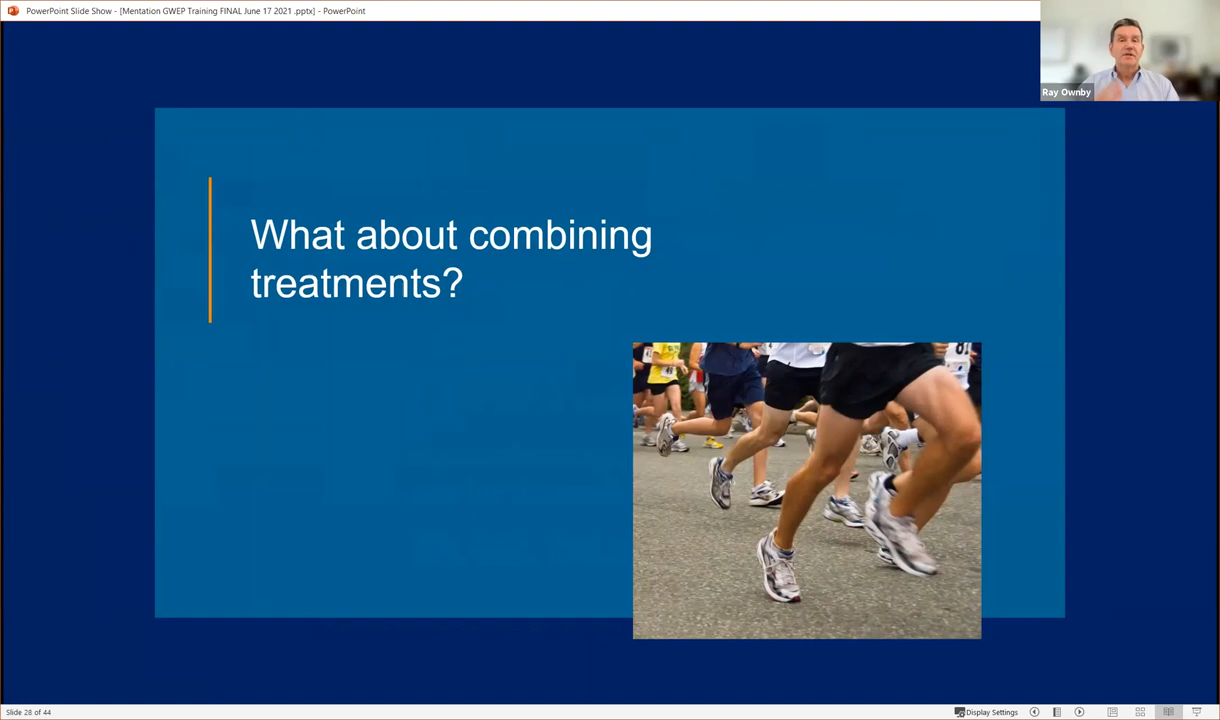 PowerPoint Slide Show - [Mentation GWEP Training FINAL June 17 2021 .pptx] - PowerPoint
Ray Ownby
What about combining
treatments?
Slide 28 of 44
Display Settings